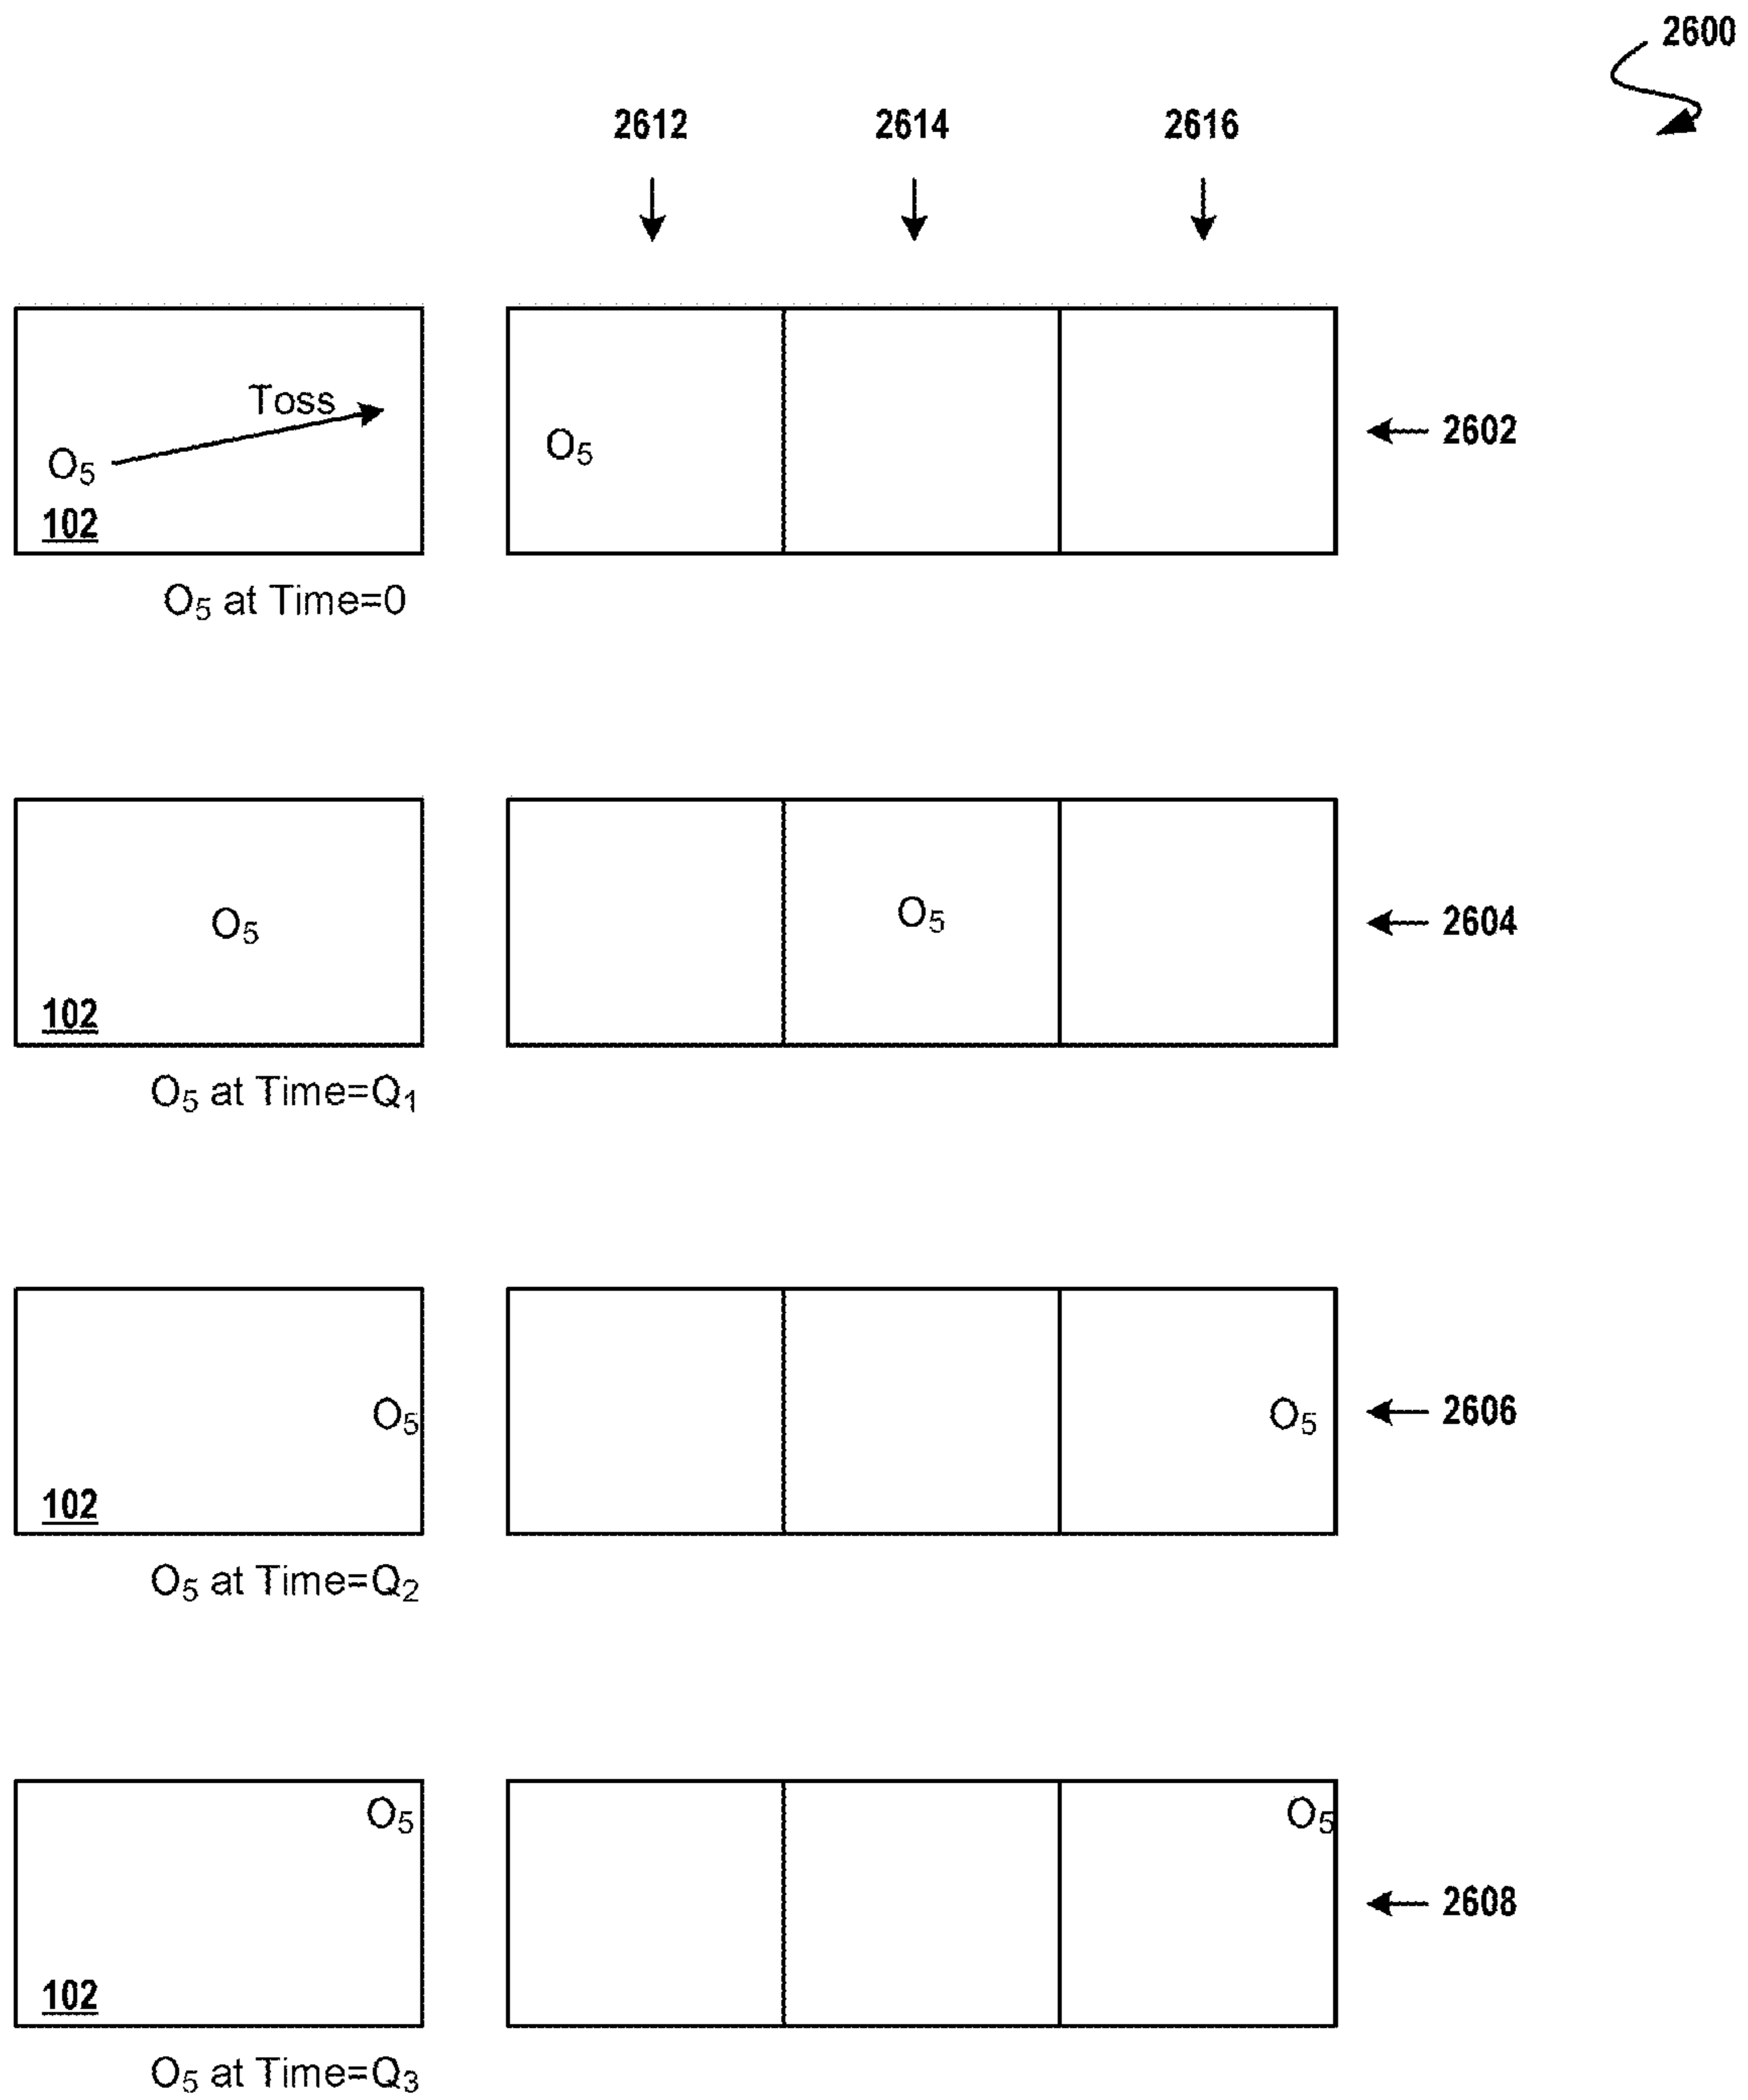 2600
2612 2614 2616
Toss
O₅
102
O₅
2602
O₅ at Time=0
O₅
102
O₅
2604
O₅ at Time=Q₁
O₅
102
O₅
2606
O₅ at Time=Q₂
O₅
102
O₅
2608
O₅ at Time=Q₃